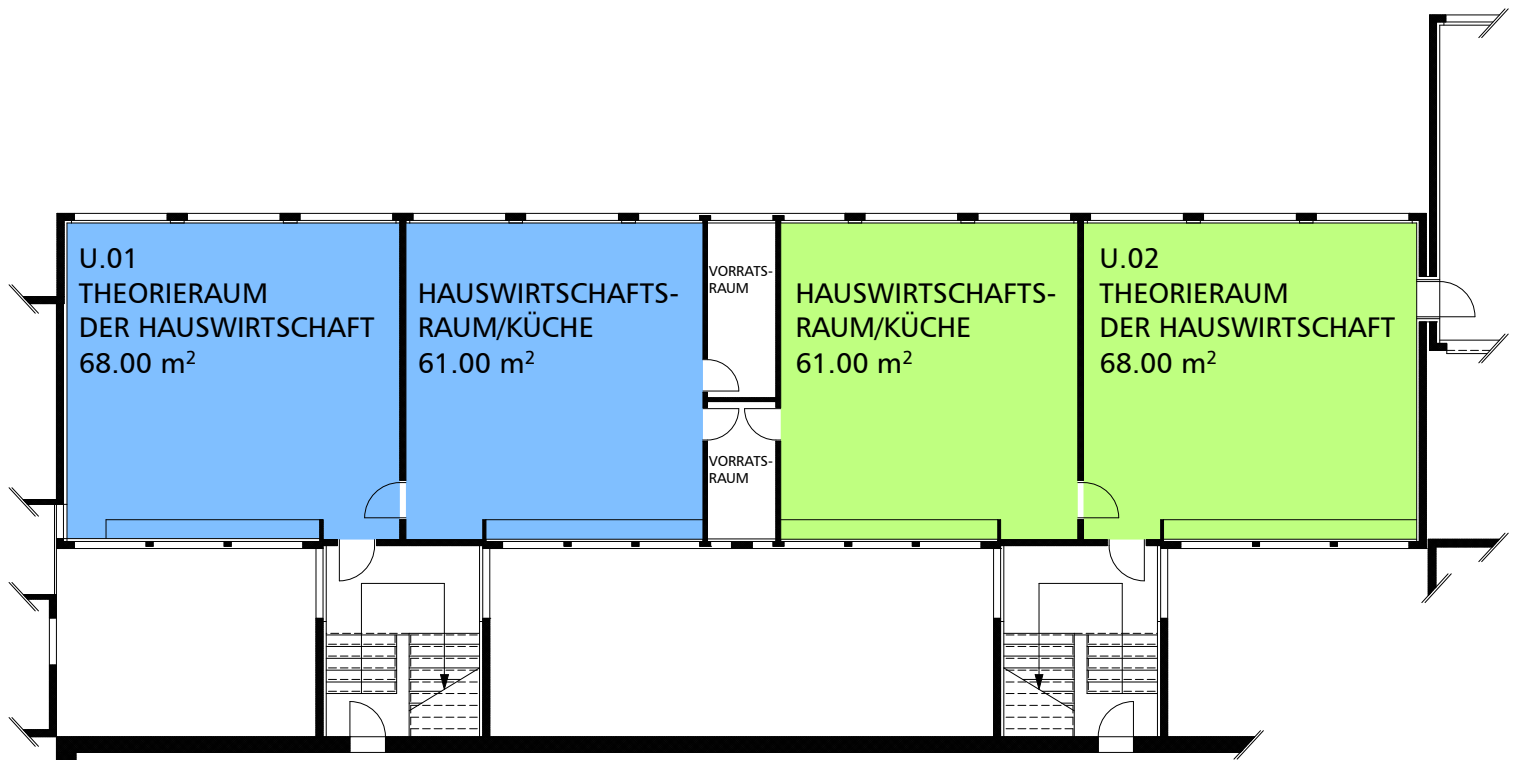 U.01
THEORIERAUM
DER HAUSWIRTSCHAFT
68.00 m²
HAUSWIRTSCHAFTS-
RAUM/KÜCHE
61.00 m²
VORRATS-
RAUM
VORRATS-
RAUM
HAUSWIRTSCHAFTS-
RAUM/KÜCHE
61.00 m²
U.02
THEORIERAUM
DER HAUSWIRTSCHAFT
68.00 m²